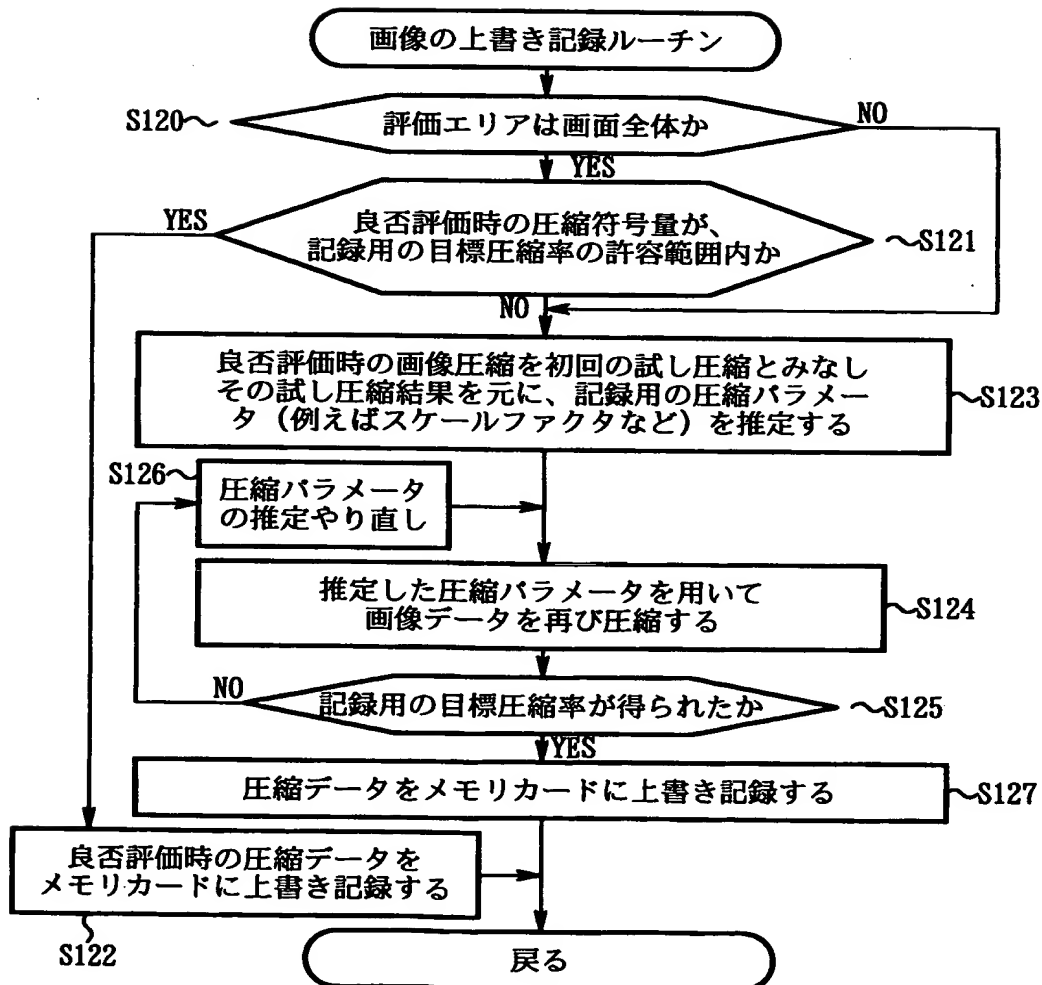 画像の上書き記録ルーチン
S120
評価エリアは画面全体か
NO
YES
YES
良否評価時の圧縮符号量が、
記録用の目標圧縮率の許容範囲内か
S121
NO
良否評価時の画像圧縮を初回の試し圧縮とみなし
その試し圧縮結果を元に、記録用の圧縮パラメー
タ（例えばスケールファクタなど）を推定する
S123
S126
圧縮パラメータ
の推定やり直し
推定した圧縮パラメータを用いて
画像データを再び圧縮する
S124
NO
記録用の目標圧縮率が得られたか
S125
YES
圧縮データをメモリカードに上書き記録する
S127
良否評価時の圧縮データを
メモリカードに上書き記録する
S122
戻る